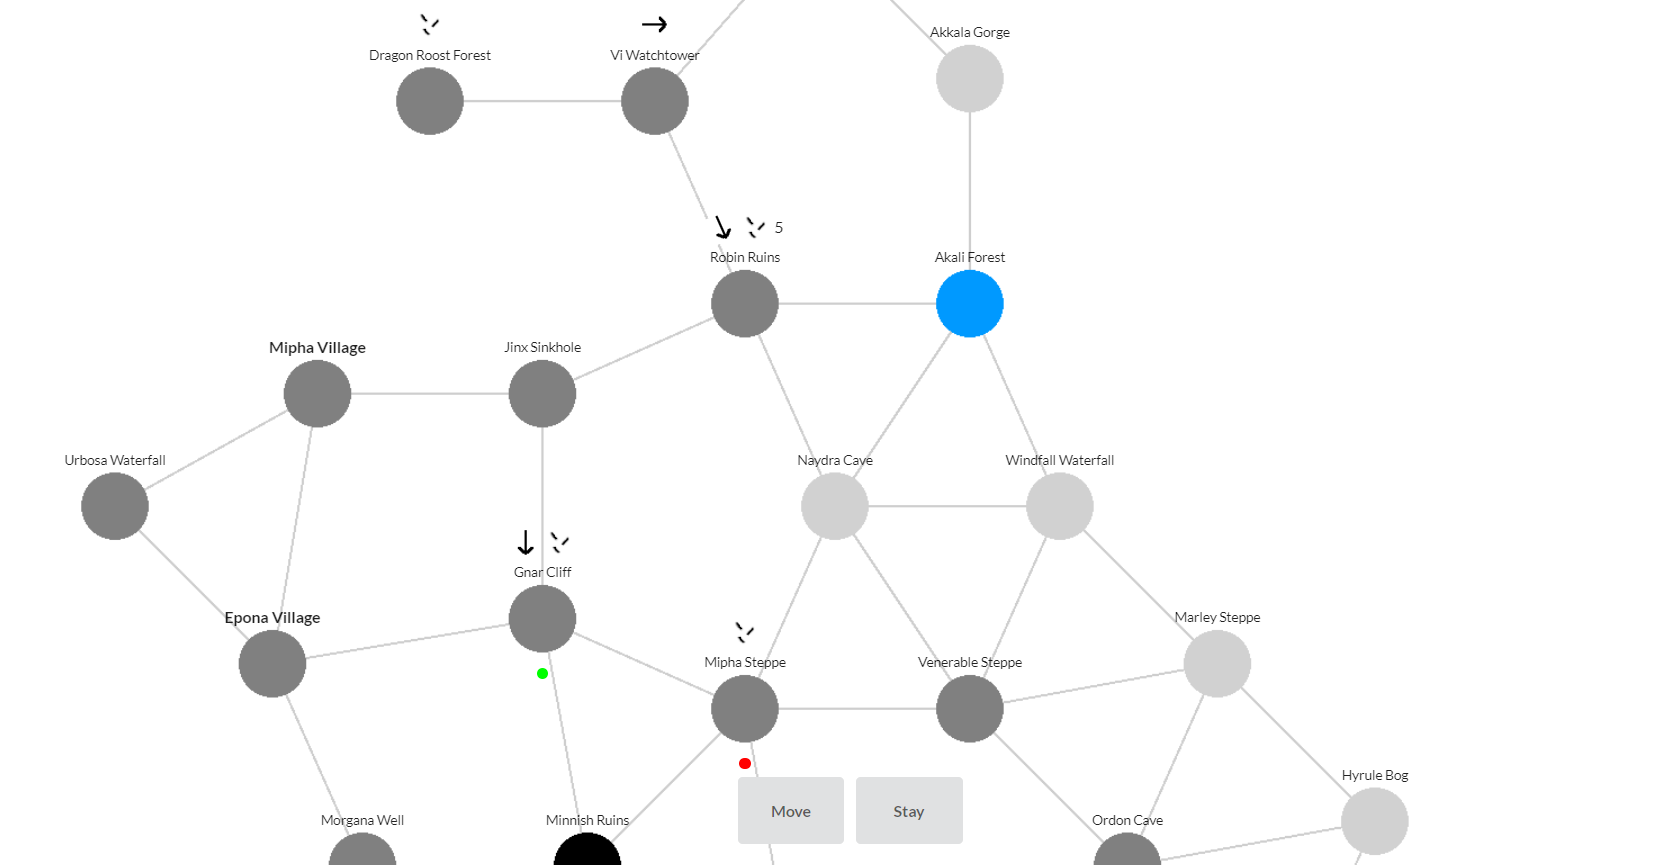 Akkala Gorge
Dragon Roost Forest
Vi Watchtower
5
Robin Ruins
Akali Forest
Mipha Village
Jinx Sinkhole
Urbosa Waterfall
Naydra Cave
Windfall Waterfall
Gnar Cliff
Epona Village
Marley Steppe
Mipha Steppe
Venerable Steppe
Hyrule Bog
Move
Stay
Morgana Well
Minnish Ruins
Ordon Cave